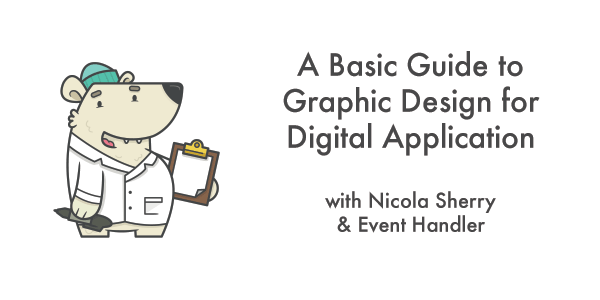 A Basic Guide to
Graphic Design for
Digital Application
with Nicola Sherry
& Event Handler